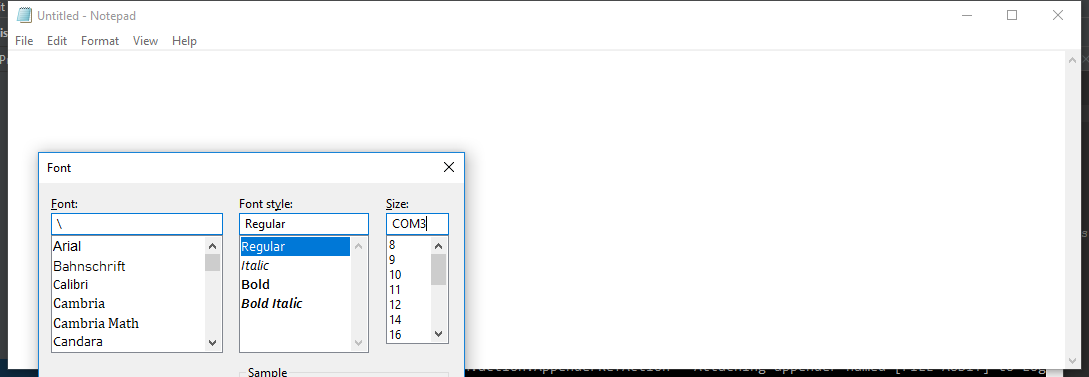 Untitled - Notepad
File Edit Format View Help
Font
Font: Font style: Size:
\ Regular COM3
Arial Regular 8
Bahnschrift Italic 9
Calibri Bold 10
Cambria Bold Italic 11
Cambria Math 12
Candara 14
16
Sample